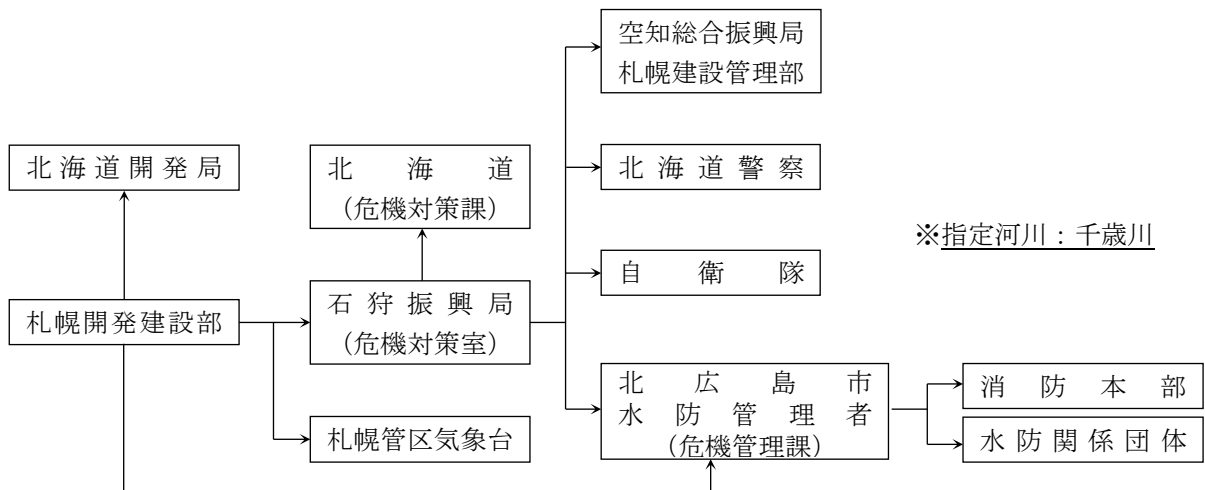 空知総合振興局
札幌建設管理部
北海道開発局
北海道
(危機対策課)
北海道警察
※指定河川:千歳川
自衛隊
札幌開発建設部
石狩振興局
(危機対策室)
北広島市
水防管理者
(危機管理課)
消防本部
札幌管区気象台
水防関係団体